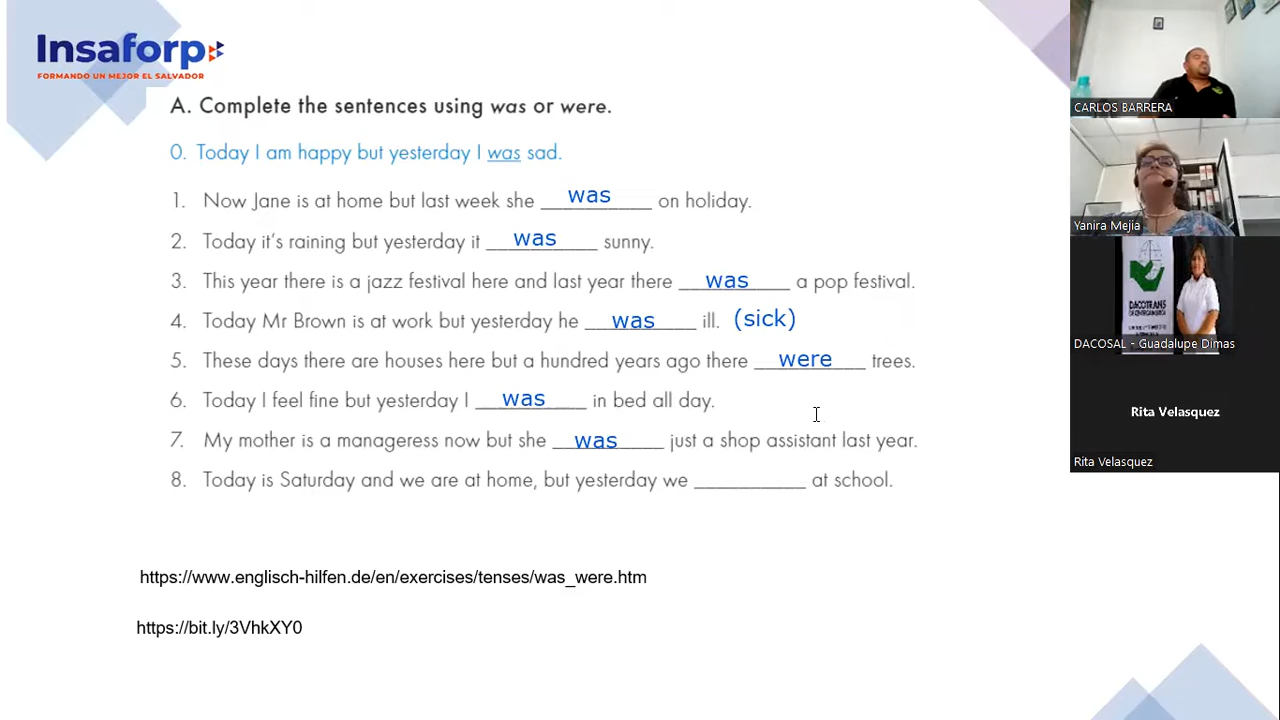 Insaforp
FORMANDO UN MEJOR EL SALVADOR
A. Complete the sentences using was or were.
0. Today I am happy but yesterday I was sad.
1. Now Jane is at home but last week she was on holiday.
2. Today it's raining but yesterday it was sunny.
3. This year there is a jazz festival here and last year there was a pop festival.
4. Today Mr Brown is at work but yesterday he was ill. (sick)
5. These days there are houses here but a hundred years ago there were trees.
6. Today I feel fine but yesterday I was in bed all day.
7. My mother is a manageress now but she was just a shop assistant last year.
8. Today is Saturday and we are at home, but yesterday we __________ at school.
https://www.englisch-hilfen.de/en/exercises/tenses/was_were.htm
https://bit.ly/3VhkXY0
CARLOS BARRERA
Yanira Mejia
DACOTRANS
DE CENTROAMERICA
DACOSAL - Guadalupe Dimas
Rita Velasquez
Rita Velasquez